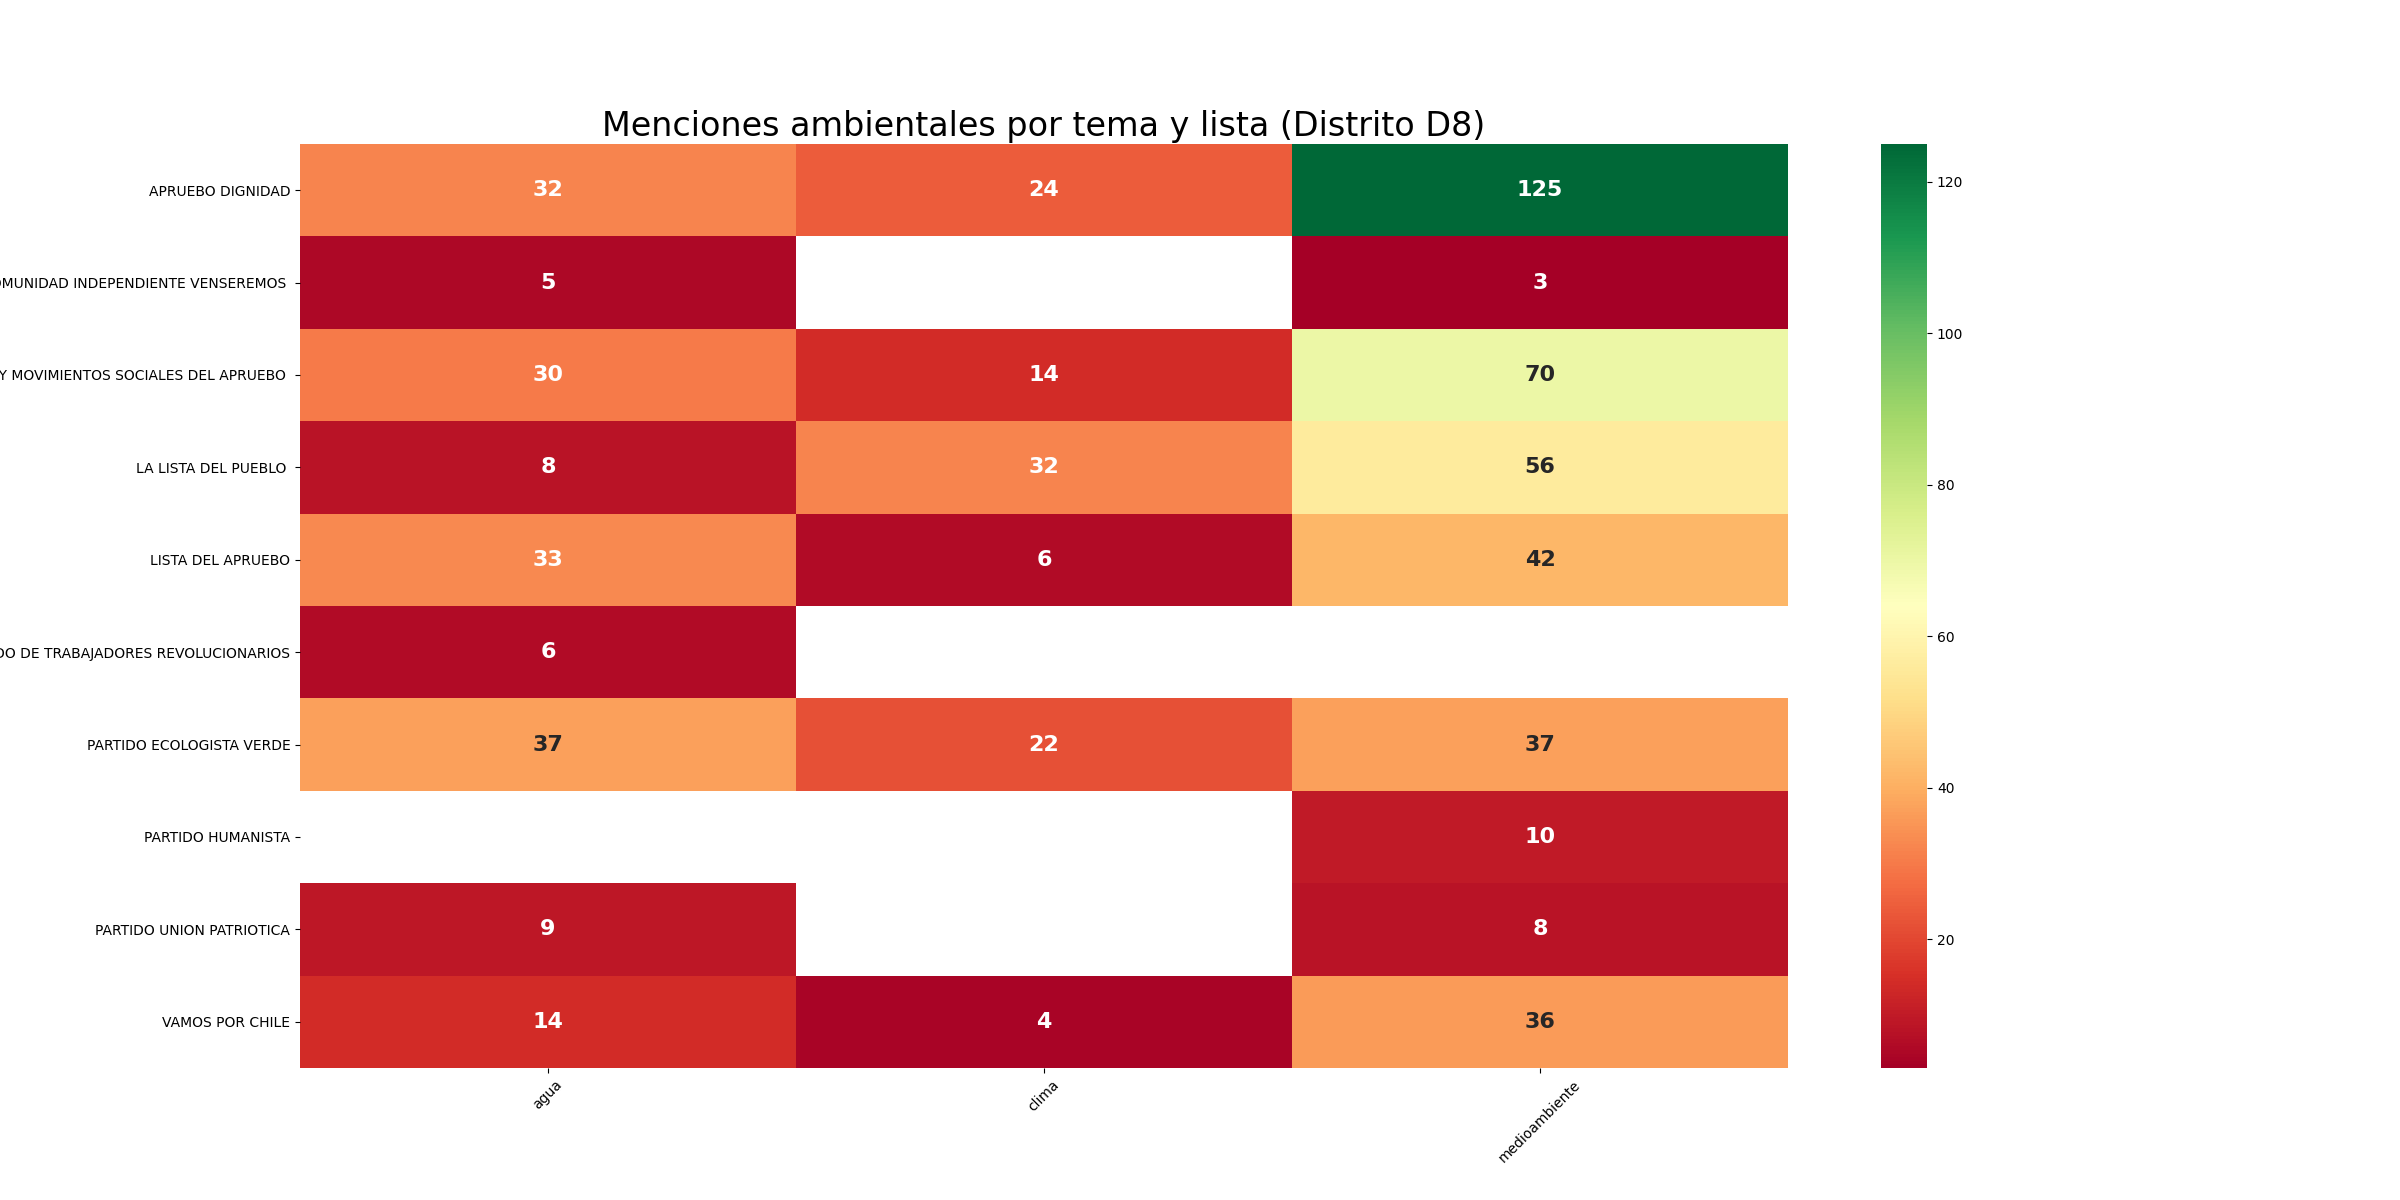 Menciones ambientales por tema y lista (Distrito D8)
APRUEBO DIGNIDAD 32 24 125
INDEPENDIENTE VENSEREMOS 5 3
Y MOVIMIENTOS SOCIALES DEL APRUEBO 30 14 70
LA LISTA DEL PUEBLO 8 32 56
LISTA DEL APRUEBO 33 6 42
DE TRABAJADORES REVOLUCIONARIOS 6
PARTIDO ECOLOGISTA VERDE 37 22 37
PARTIDO HUMANISTA 10
PARTIDO UNION PATRIOTICA 9 8
VAMOS POR CHILE 14 4 36
agua clima medioambiente
120
100
80
60
40
20